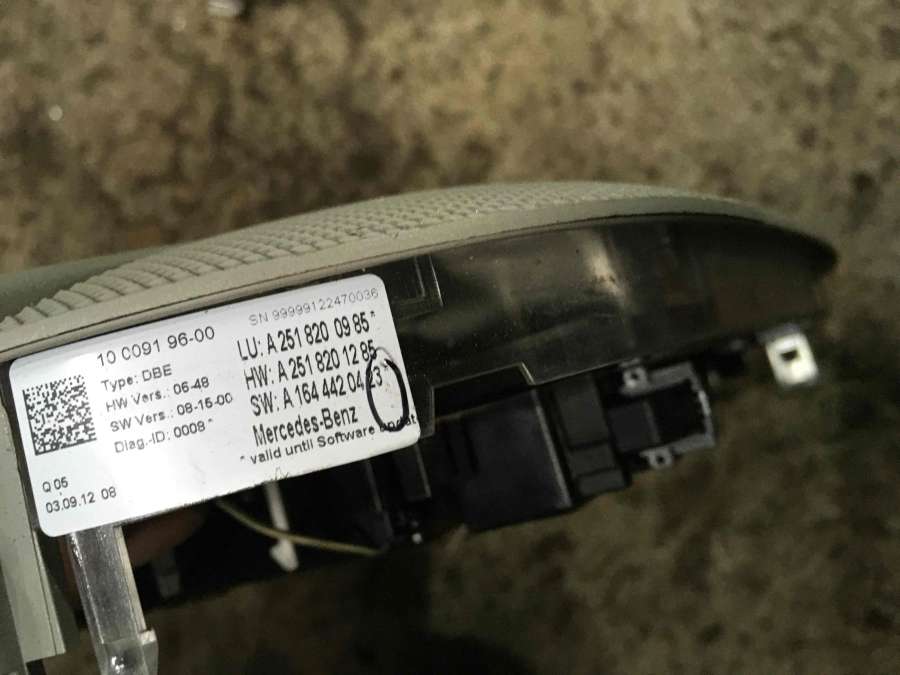 SN 99999122470036
10 0091 96-00
Type: DBE
HW Vers.: 06-48
SW Vers.: 08-15-00
Diag.-ID: 0008*
LU: A 251 820 09 85*
HW: A 251 820 12 85
SW: A 164 442 04 23*
Mercedes-Benz
* valid until Software
Q 05
03.09.12 08